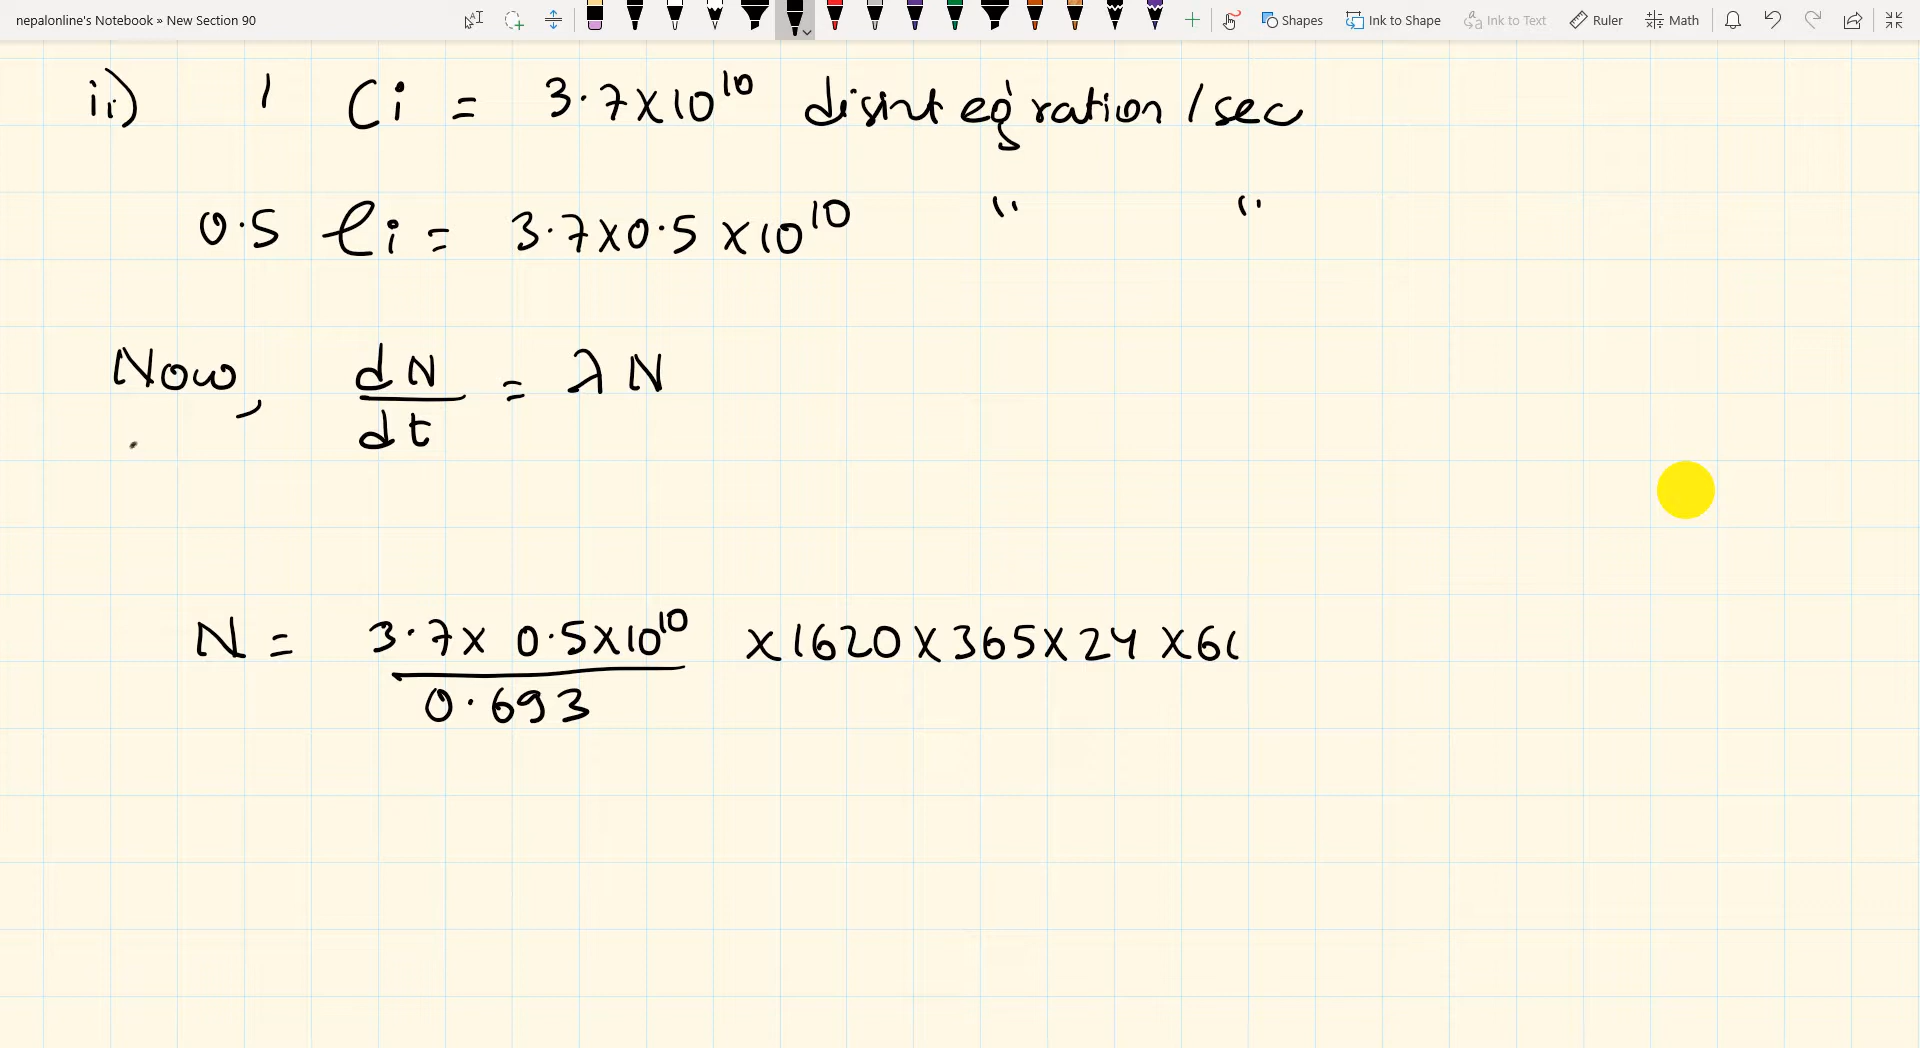 nepalonline's Notebook » New Section 90
Shapes Ink to Shape Ink to Text Ruler Math
ii) 1 Ci = 3.7×10¹⁰ disintegration /sec
0.5 Ci = 3.7×0.5×10¹⁰ " "
Now, dN/dt = λN
N = 3.7× 0.5×10¹⁰/0.693 ×1620×365×24×6